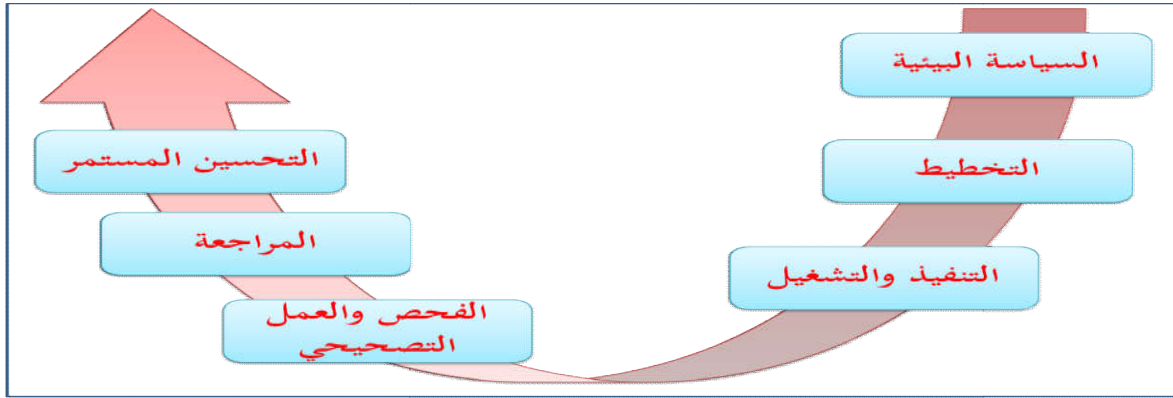 السياسة البيئية
التخطيط
التنفيذ والتشغيل
الفحص والعمل
التصحيحي
المراجعة
التحسين المستمر